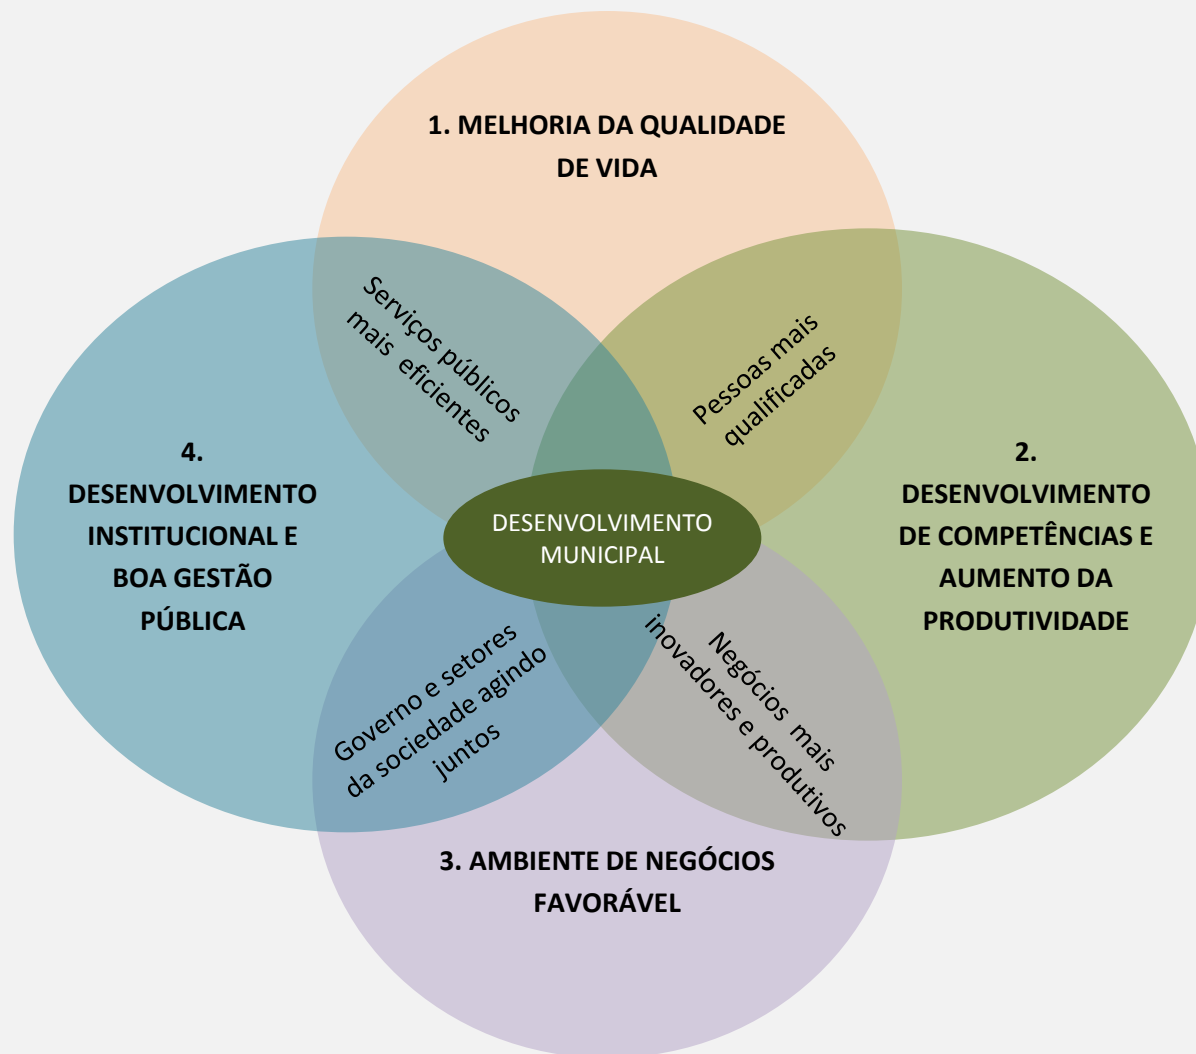 1. MELHORIA DA QUALIDADE
DE VIDA
Serviços públicos
mais eficientes
Pessoas mais
qualificadas
4.
DESENVOLVIMENTO
INSTITUCIONAL E
BOA GESTÃO
PÚBLICA
DESENVOLVIMENTO
MUNICIPAL
2.
DESENVOLVIMENTO
DE COMPETÊNCIAS E
AUMENTO DA
PRODUTIVIDADE
Governo e setores
da sociedade agindo
juntos
Negócios mais
inovadores e produtivos
3. AMBIENTE DE NEGÓCIOS
FAVORÁVEL